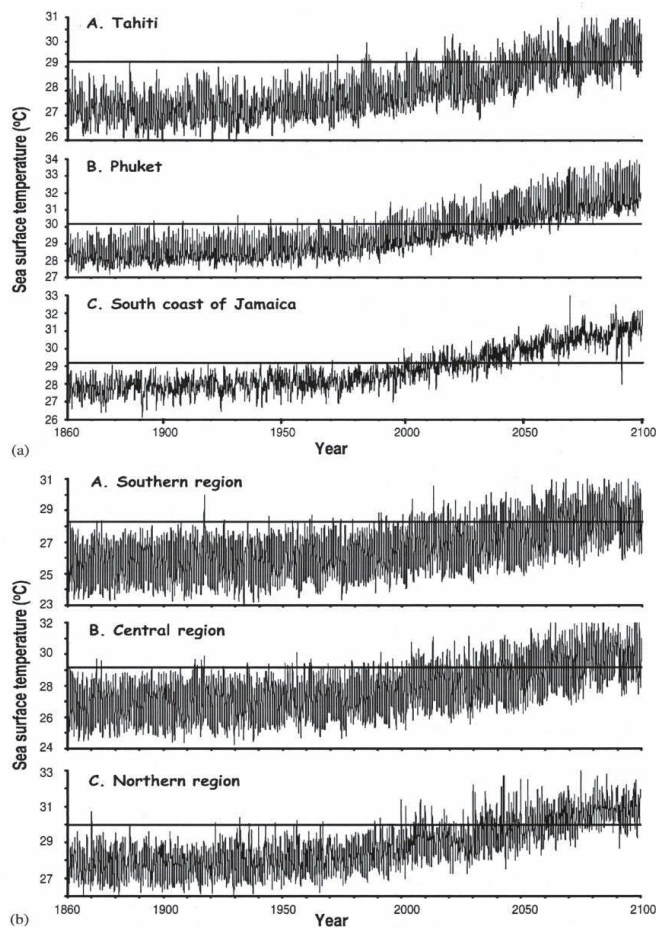 A. Tahiti
31
30
29
28
27
26
B. Phuket
34
33
32
31
30
29
28
27
C. South coast of Jamaica
33
32
31
30
29
28
27
26
Sea surface temperature (ºC)
1860 1900 1950 2000 2050 2100
Year
(a)
A. Southern region
31
29
27
25
23
B. Central region
32
30
28
26
24
C. Northern region
33
31
29
27
Sea surface temperature (ºC)
1860 1900 1950 2000 2050 2100
Year
(b)